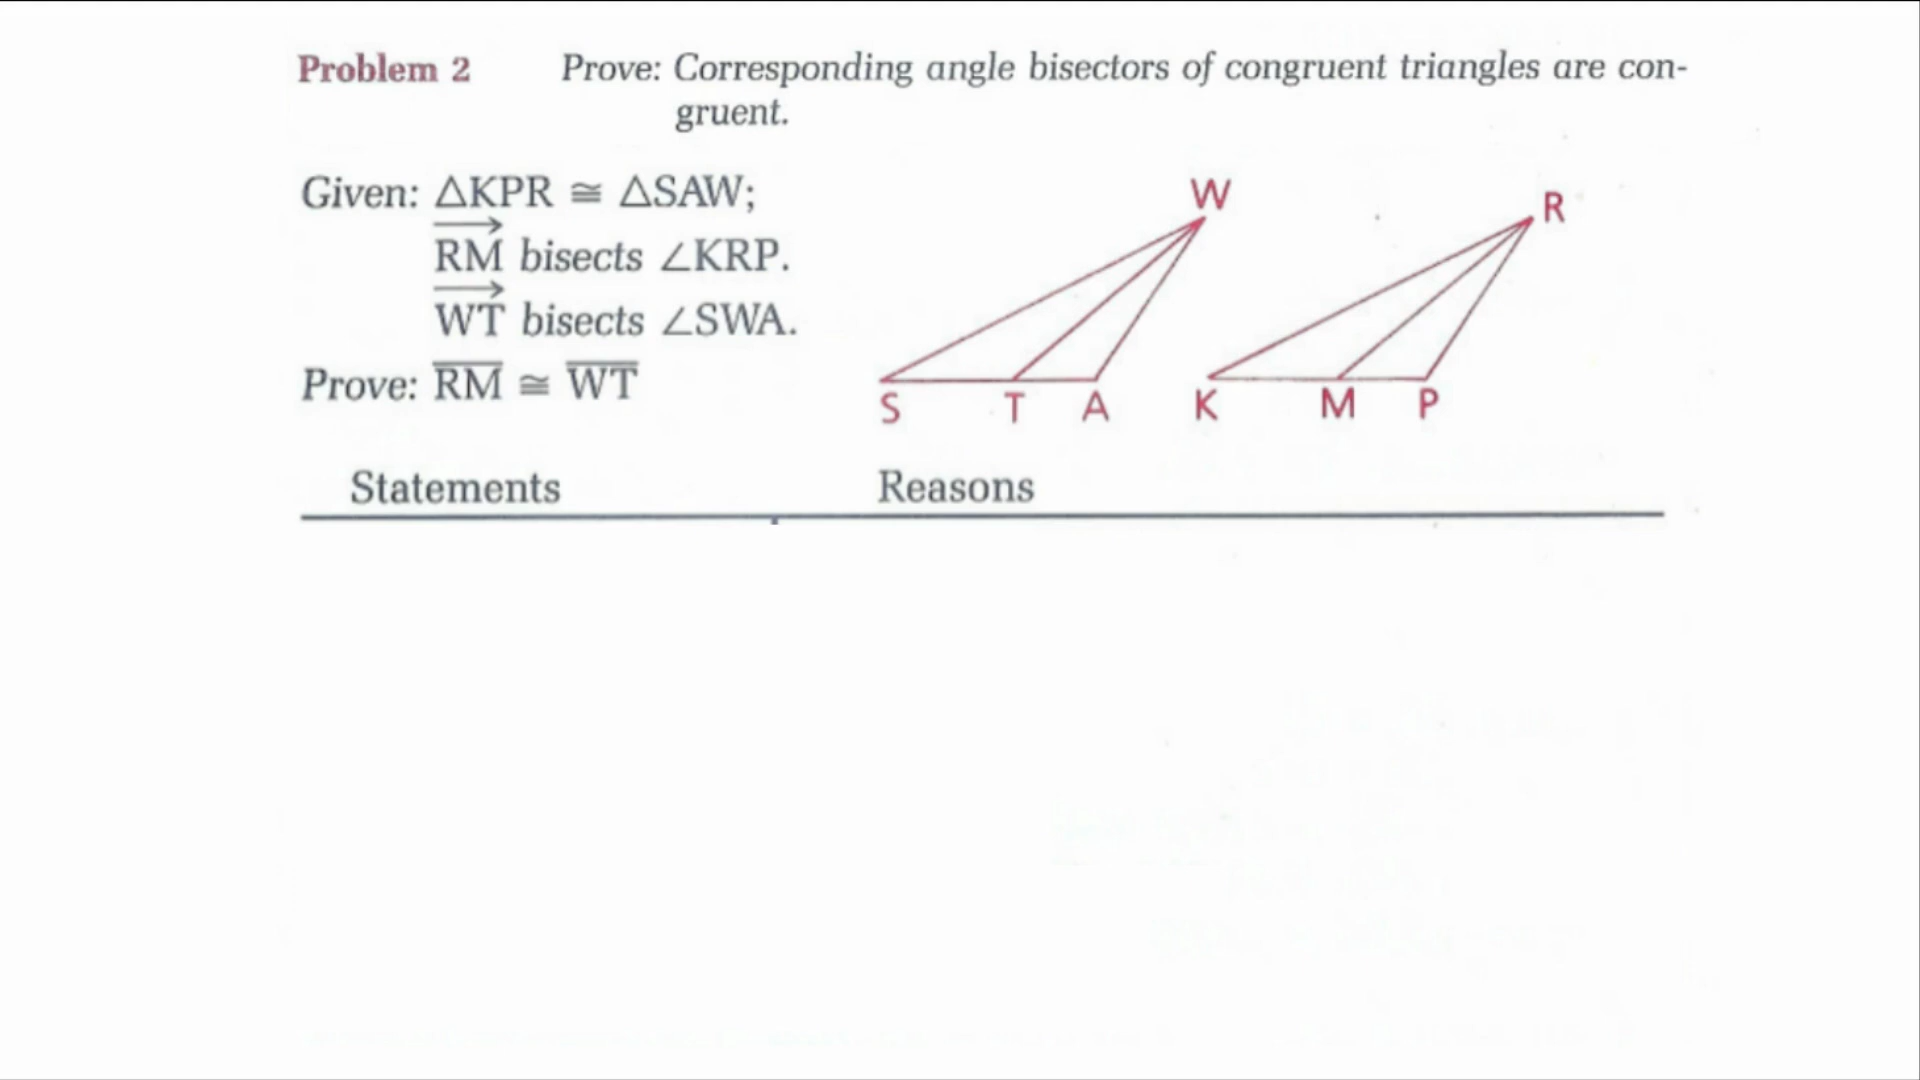 Problem 2 Prove: Corresponding angle bisectors of congruent triangles are con-
gruent.
Given: △KPR ≅ △SAW;
RM bisects ∠KRP.
WT bisects ∠SWA.
Prove: RM ≅ WT
W
R
S T A K M P
Statements Reasons